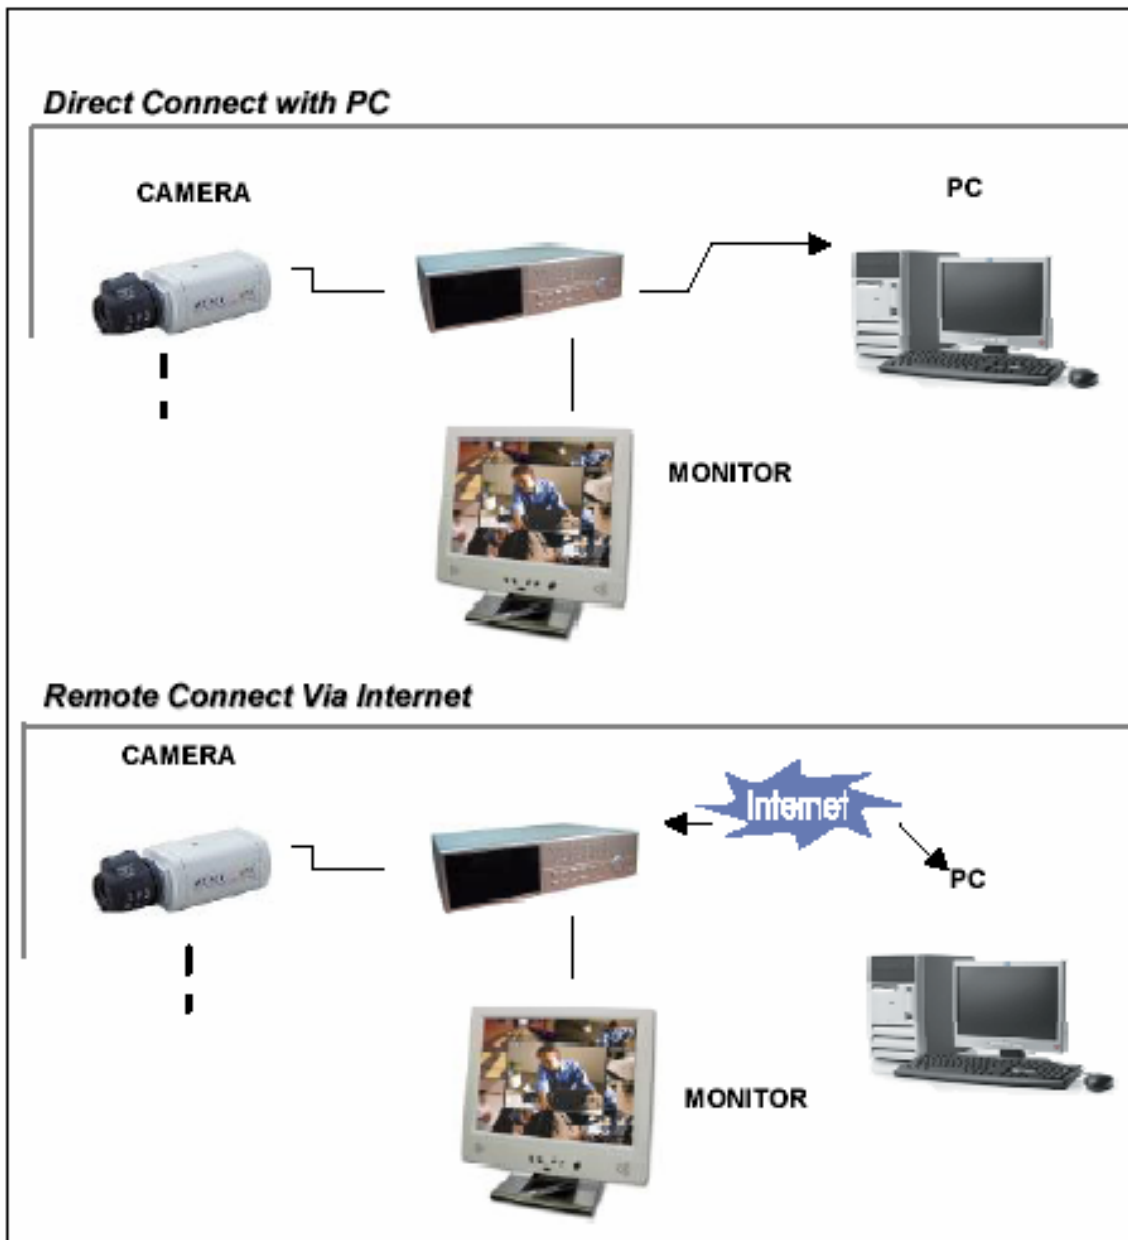 Direct Connect with PC
CAMERA
PC
MONITOR
Remote Connect Via Internet
CAMERA
Internet
PC
MONITOR